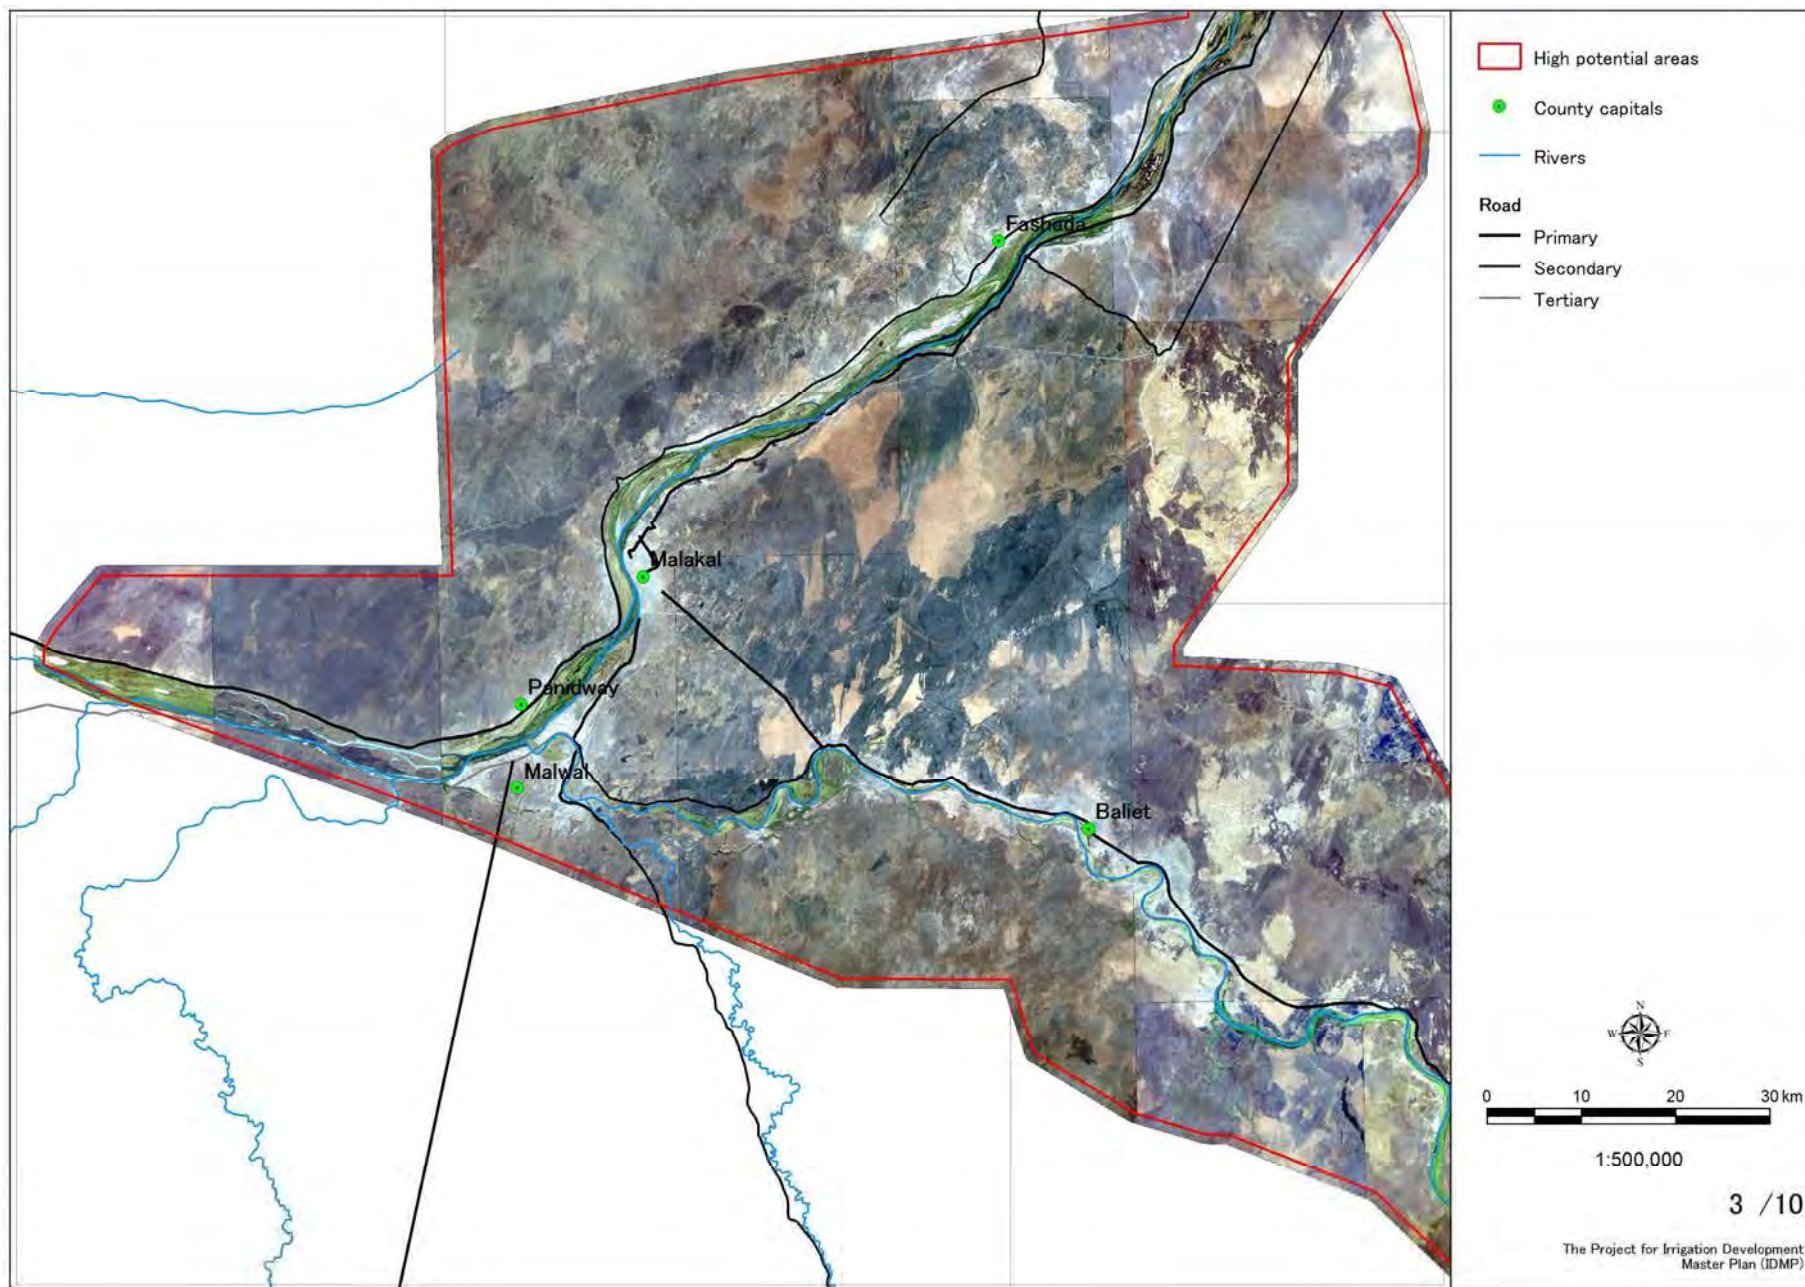 Fashada
Malakal
Panidway
Malwal
Baliet
High potential areas
County capitals
Rivers
Road
Primary
Secondary
Tertiary
N
W E
S
0 10 20 30 km
1:500,000
3 /10
The Project for Irrigation Development
Master Plan (IDMP)